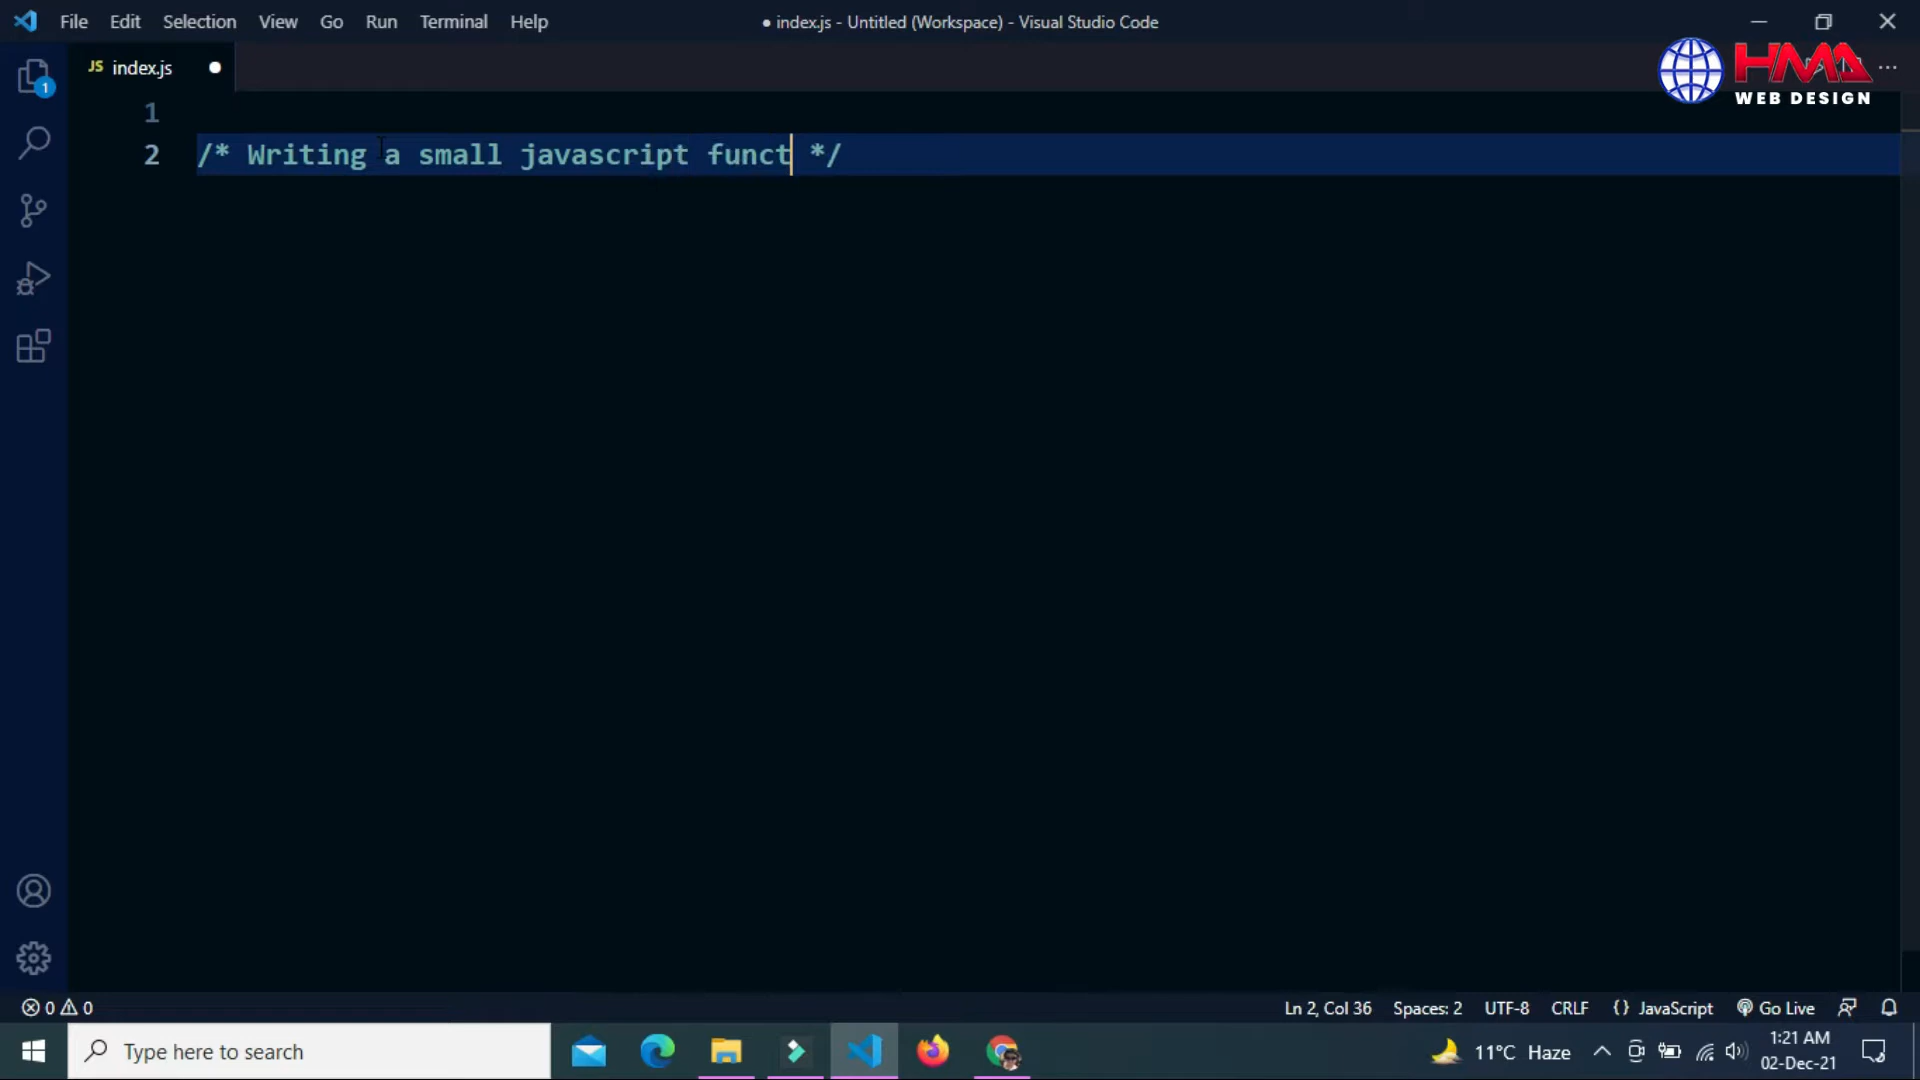 File Edit Selection View Go Run Terminal Help
● index.js - Untitled (Workspace) - Visual Studio Code
JS index.js ●
HMA
WEB DESIGN
1
1
2 /* Writing a small javascript funct */
0 0
Ln 2, Col 36 Spaces: 2 UTF-8 CRLF {} JavaScript Go Live
Type here to search
11°C Haze
1:21 AM
02-Dec-21